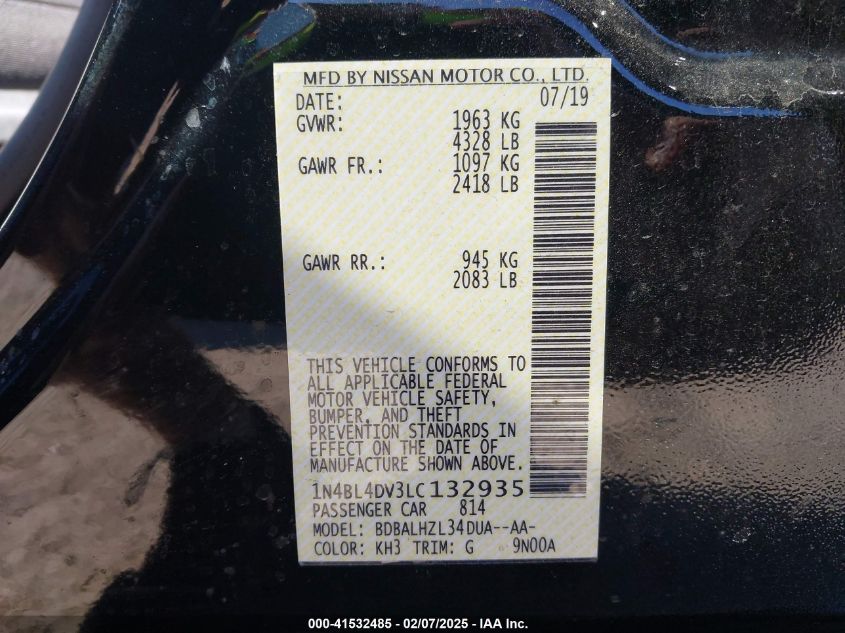 MFD BY NISSAN MOTOR CO., LTD.
DATE: 07/19
GVWR: 1963 KG
4328 LB
GAWR FR.: 1097 KG
2418 LB
GAWR RR.: 945 KG
2083 LB
THIS VEHICLE CONFORMS TO
ALL APPLICABLE FEDERAL
MOTOR VEHICLE SAFETY,
BUMPER, AND THEFT
PREVENTION STANDARDS IN
EFFECT ON THE DATE OF
MANUFACTURE SHOWN ABOVE.
1N4BL4DV3LC132935
PASSENGER CAR 814
MODEL: BDBALHZL34DUA--AA-
COLOR: KH3 TRIM: G 9N00A
000-41532485 - 02/07/2025 - IAA Inc.